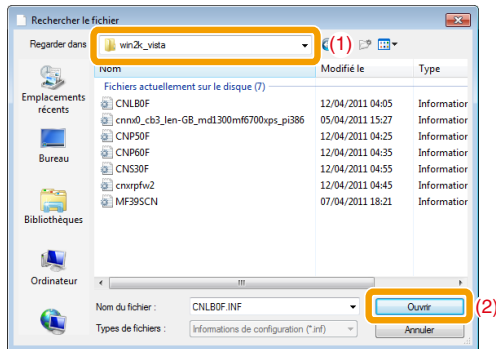 Rechercher le fichier
Regarder dans win2k_vista (1)
Nom Modifié le Type
Fichiers actuellement sur le disque (7)
CNLB0F 12/04/2011 04:05 Information
cnnx0_cb3_len-GB_md1300mf6700xps_pi386 05/04/2011 15:27 Information
CNP50F 12/04/2011 04:25 Information
CNP60F 12/04/2011 04:35 Information
CNS30F 12/04/2011 04:55 Information
cnxrpfw2 12/04/2011 04:45 Information
MF39SCN 07/04/2011 18:21 Information
Emplacements
récents
Bureau
Bibliothèques
Ordinateur
Nom du fichier : CNLB0F.INF Ouvrir (2)
Types de fichiers : Informations de configuration (*.inf) Annuler